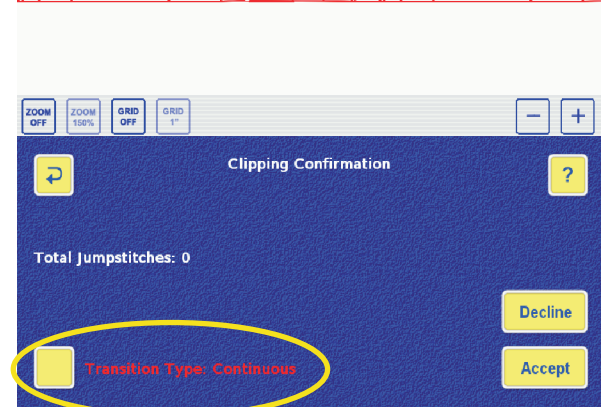 ZOOM OFF
ZOOM 150%
GRID OFF
GRID 1"
− +
Clipping Confirmation
?
Total Jumpstitches: 0
Decline
Transition Type: Continuous
Accept